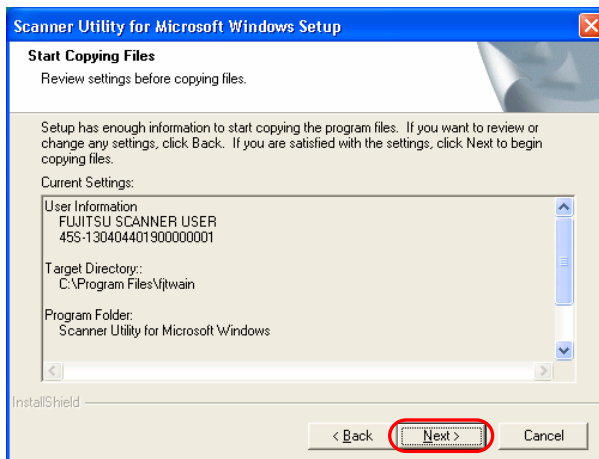 Scanner Utility for Microsoft Windows Setup
Start Copying Files
Review settings before copying files.
Setup has enough information to start copying the program files. If you want to review or
change any settings, click Back. If you are satisfied with the settings, click Next to begin
copying files.
Current Settings:
User Information
FUJITSU SCANNER USER
45S-130404401900000001
Target Directory::
C:\Program Files\fjtwain
Program Folder:
Scanner Utility for Microsoft Windows
InstallShield
< Back
Next >
Cancel